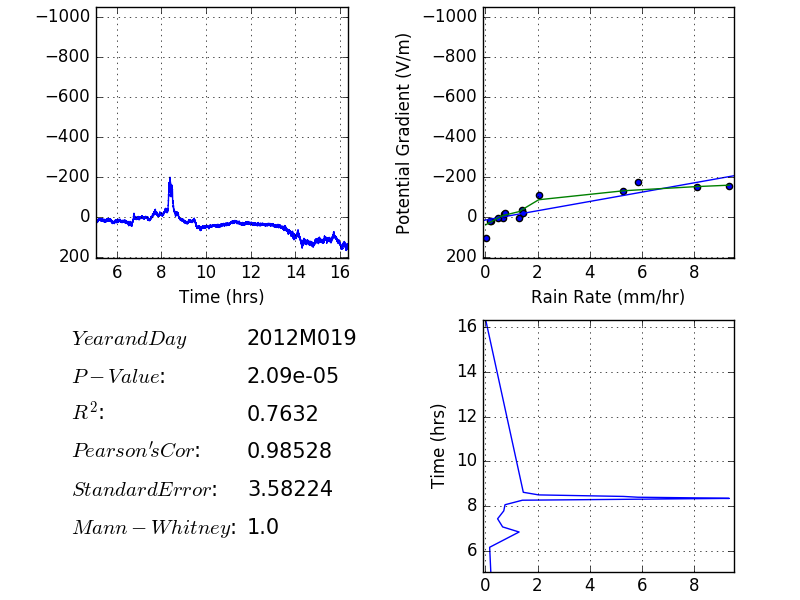 −1000
−800
−600
−400
−200
0
200
6 8 10 12 14 16
Time (hrs)
Potential Gradient (V/m)
−1000
−800
−600
−400
−200
0
200
0 2 4 6 8
Rain Rate (mm/hr)
YearandDay 2012M019
P−Value: 2.09e-05
R²: 0.7632
Pearson'sCor: 0.98528
StandardError: 3.58224
Mann−Whitney: 1.0
Time (hrs)
16
14
12
10
8
6
0 2 4 6 8